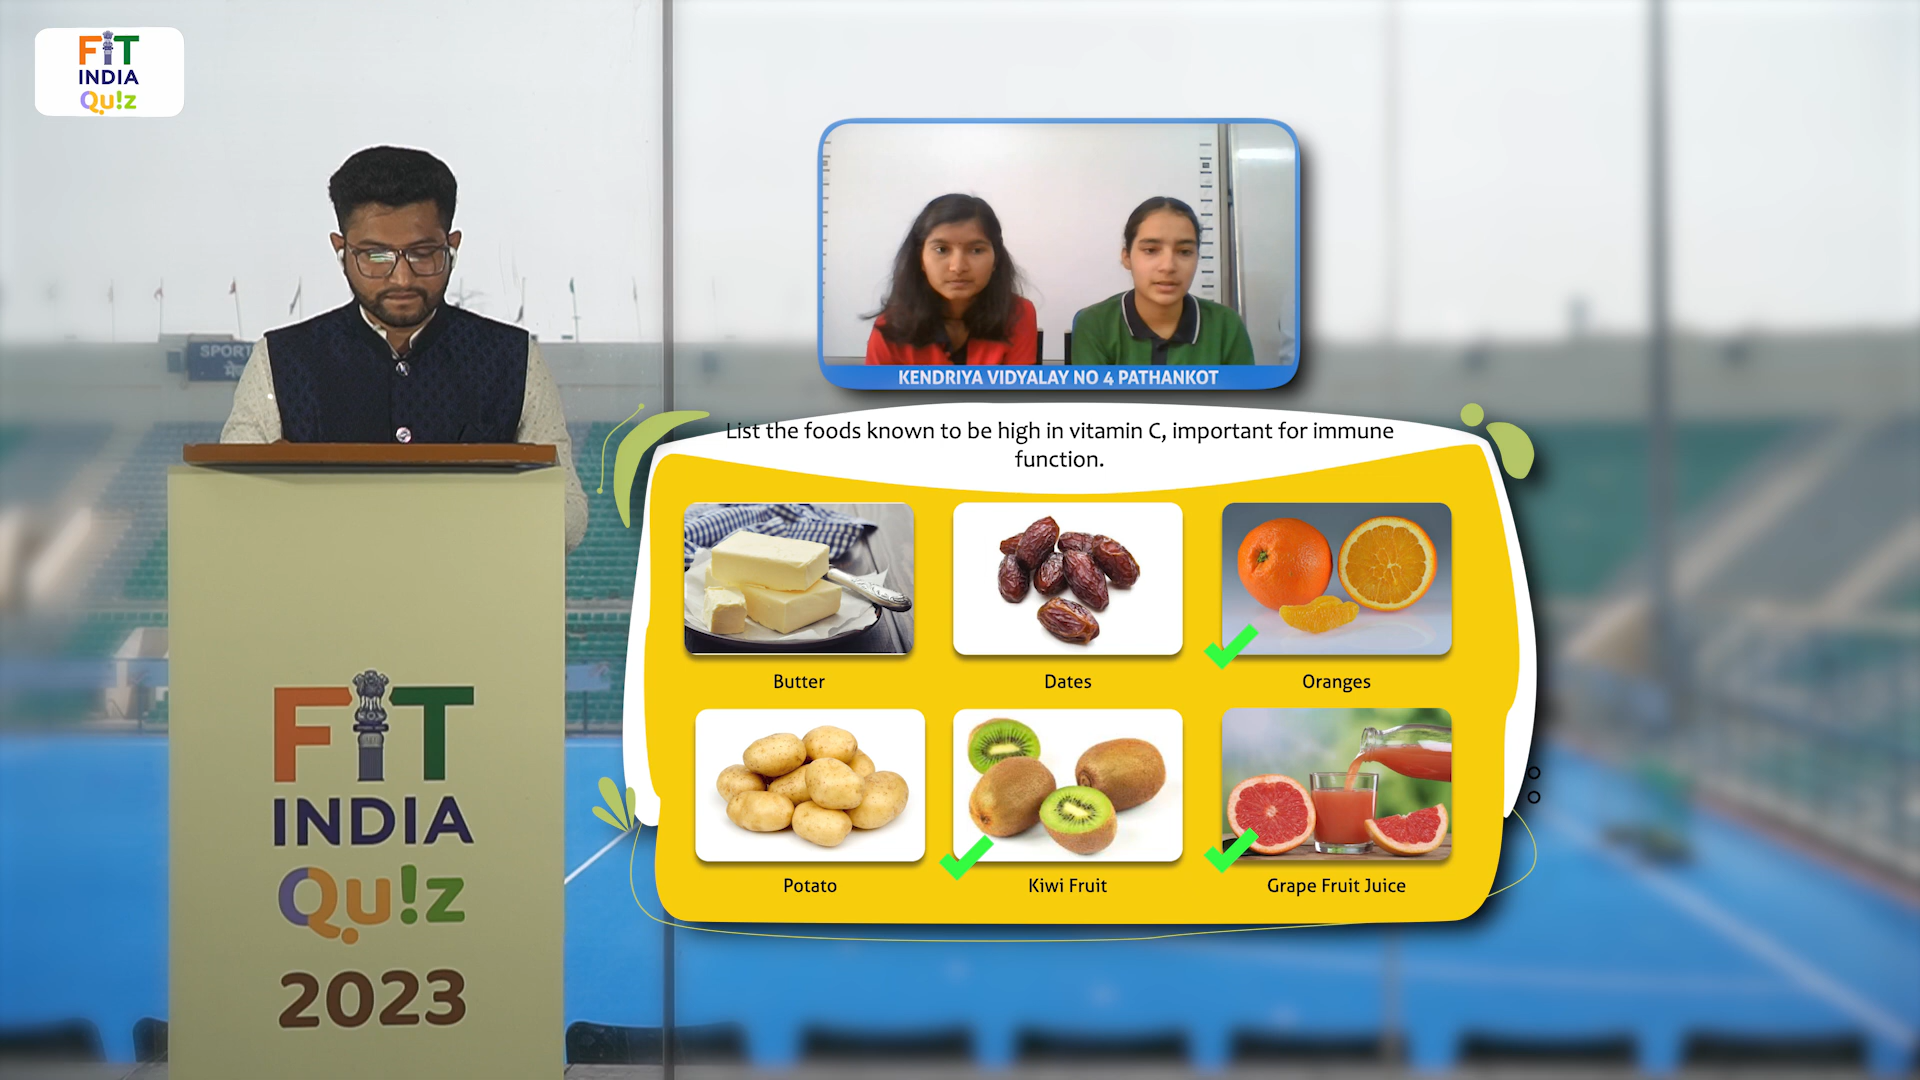 FiT
INDIA
Qu!z
SPORT
KENDRIYA VIDYALAY NO 4 PATHANKOT
List the foods known to be high in vitamin C, important for immune
function.
Butter
Dates
Oranges
Potato
Kiwi Fruit
Grape Fruit Juice
FiT
INDIA
Qu!z
2023